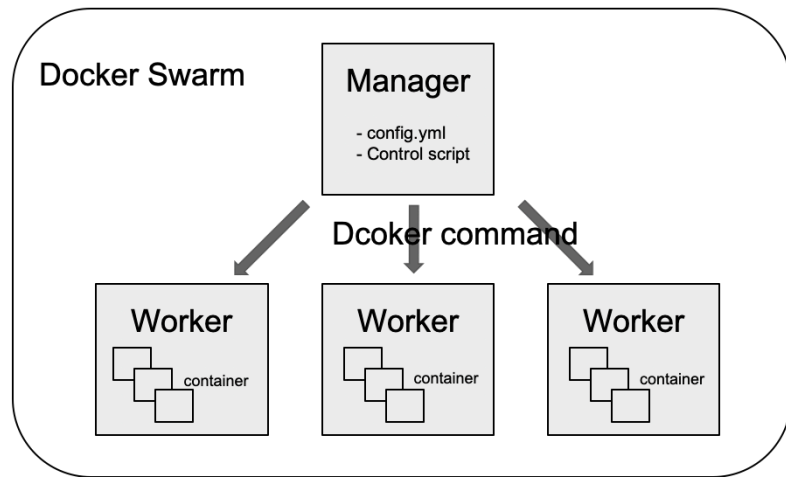 Docker Swarm
Manager
- config.yml
- Control script
Dcoker command
Worker
container
Worker
container
Worker
container